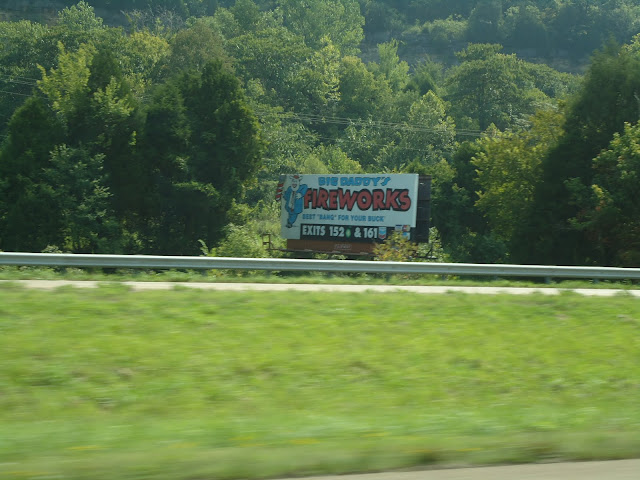 BIG DADDY'S
FIREWORKS
BEST "BANG" FOR YOUR BUCK
EXITS 152 & 161